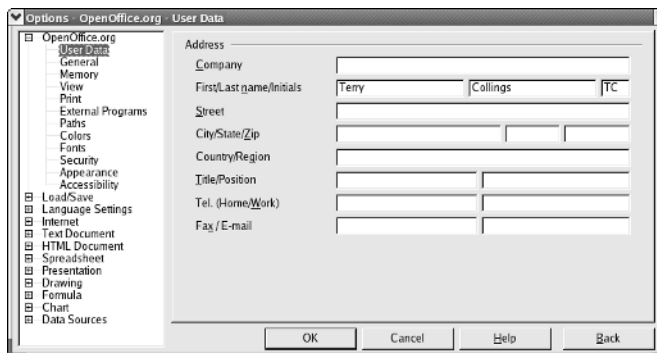 Options - OpenOffice.org - User Data
OpenOffice.org
User Data
General
Memory
View
Print
External Programs
Paths
Colors
Fonts
Security
Appearance
Accessibility
Load/Save
Language Settings
Internet
Text Document
HTML Document
Spreadsheet
Presentation
Drawing
Formula
Chart
Data Sources
Address
Company
First/Last name/Initials Terry Collings TC
Street
City/State/Zip
Country/Region
Title/Position
Tel. (Home/Work)
Fax / E-mail
OK Cancel Help Back